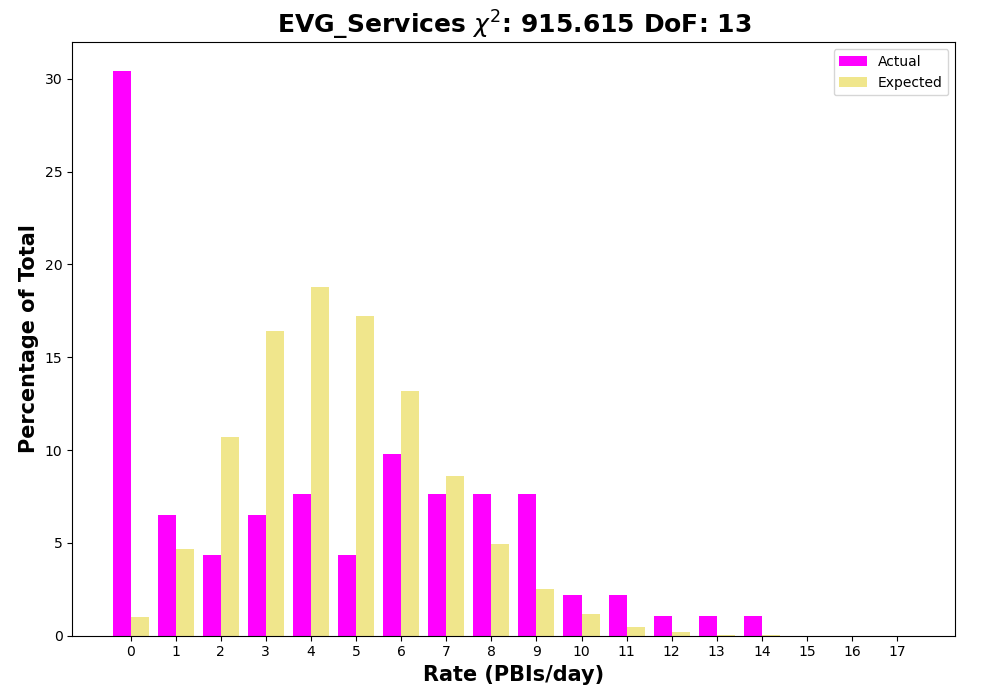 EVG_Services χ²: 915.615 DoF: 13
Actual
Expected
Percentage of Total
30
25
20
15
10
5
0
0 1 2 3 4 5 6 7 8 9 10 11 12 13 14 15 16 17
Rate (PBIs/day)